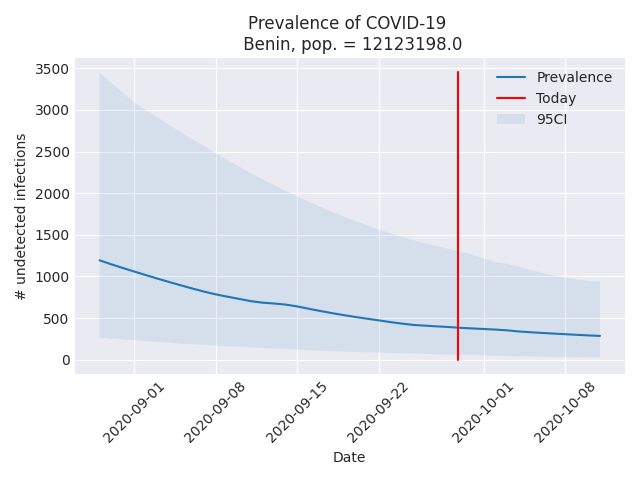 Prevalence of COVID-19
Benin, pop. = 12123198.0
# undetected infections
3500
3000
2500
2000
1500
1000
500
0
Prevalence
Today
95CI
2020-09-01
2020-09-08
2020-09-15
2020-09-22
2020-10-01
2020-10-08
Date